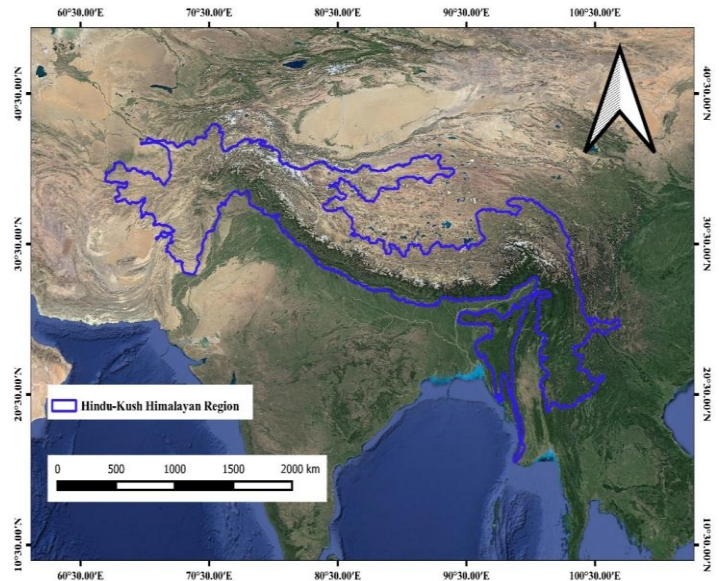 60°30.00'E 70°30.00'E 80°30.00'E 90°30.00'E 100°30.00'E
40°30.00'N 40°30.00'N
30°30.00'N 30°30.00'N
20°30.00'N 20°30.00'N
Hindu-Kush Himalayan Region
0 500 1000 1500 2000 km
10°30.00'N 10°30.00'N
60°30.00'E 70°30.00'E 80°30.00'E 90°30.00'E 100°30.00'E